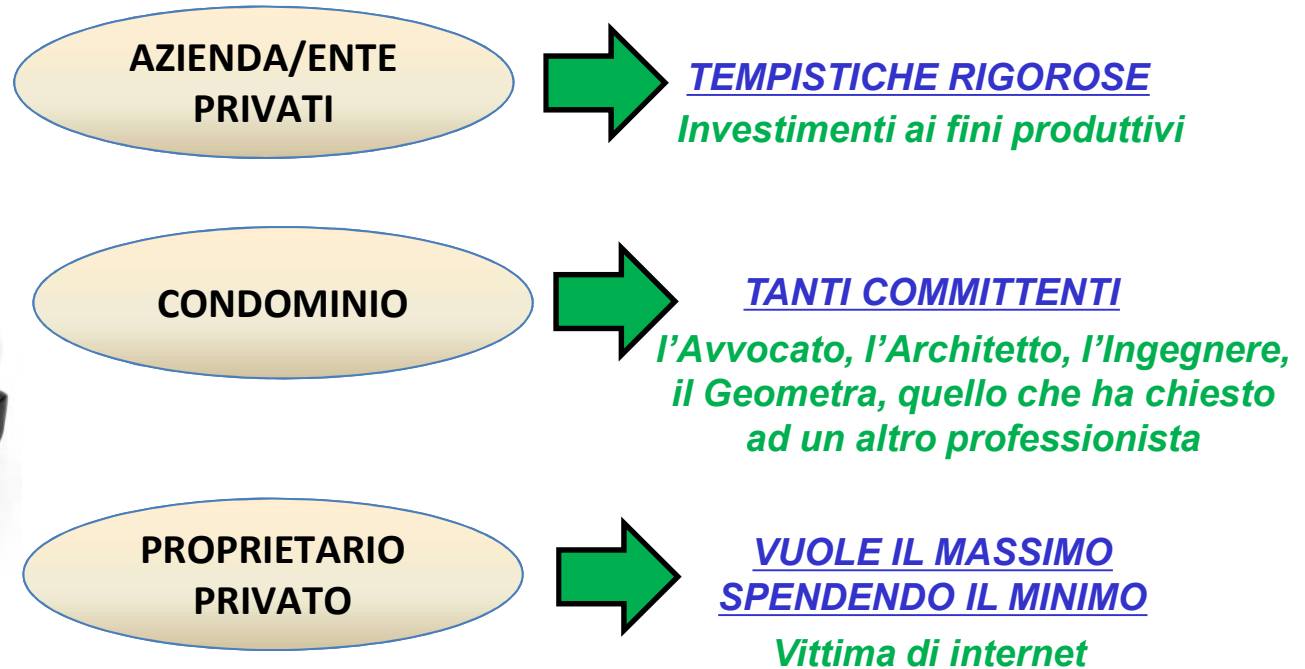 AZIENDA/ENTE
PRIVATI
TEMPISTICHE RIGOROSE
Investimenti ai fini produttivi
CONDOMINIO
TANTI COMMITTENTI
l’Avvocato, l’Architetto, l’Ingegnere,
il Geometra, quello che ha chiesto
ad un altro professionista
PROPRIETARIO
PRIVATO
VUOLE IL MASSIMO
SPENDENDO IL MINIMO
Vittima di internet